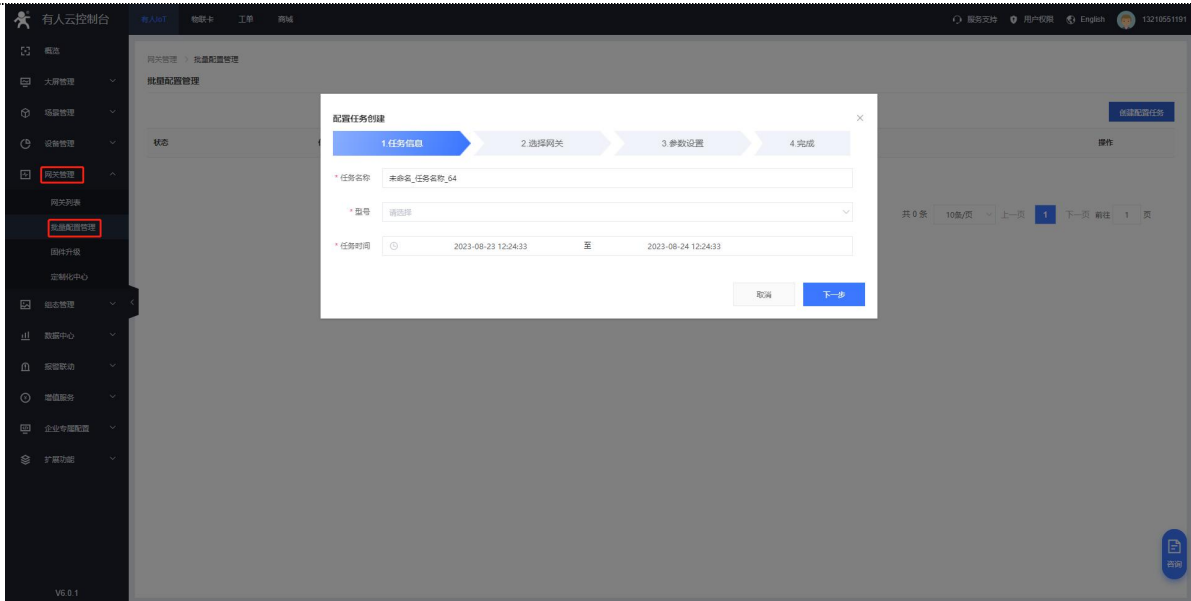 有人云控制台
有人IoT 物联卡 工单 商城
服务支持 用户权限 English 13210551191
概览
大屏管理
场景管理
设备管理
网关管理
网关列表
批量配置管理
固件升级
定制化中心
组态管理
数据中心
报警联动
增值服务
企业专属配置
扩展功能
V6.0.1
网关管理 > 批量配置管理
批量配置管理
创建配置任务
状态 操作
共 0 条 10条/页 上一页 1 下一页 前往 1 页
配置任务创建
1.任务信息 2.选择网关 3.参数设置 4.完成
* 任务名称 未命名_任务名称_64
* 型号 请选择
* 任务时间 2023-08-23 12:24:33 至 2023-08-24 12:24:33
取消 下一步
咨询